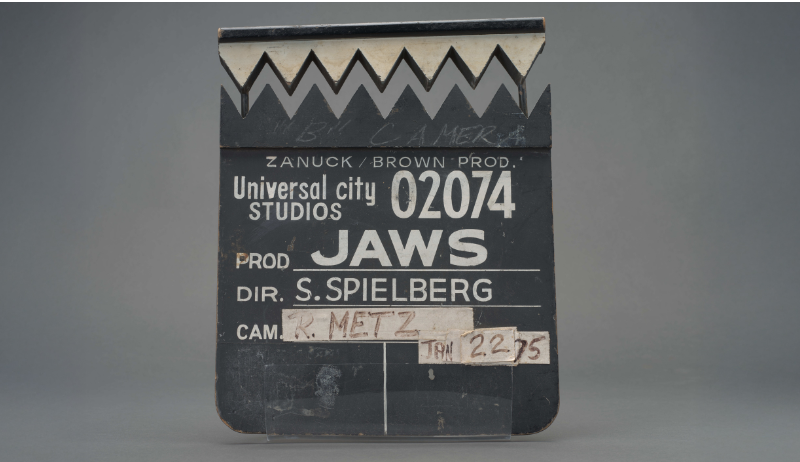 "B" CAMERA
ZANUCK / BROWN PROD.
Universal city 02074
STUDIOS
PROD JAWS
DIR. S. SPIELBERG
CAM. R. METZ
JAN 22 75